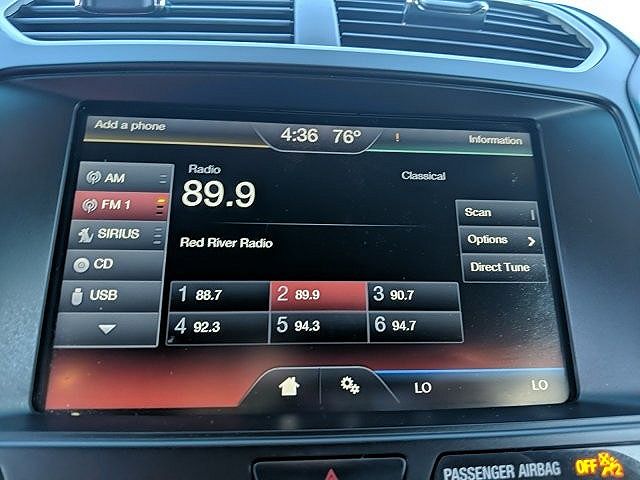 Add a phone
4:36 76° !
Information
Radio
Classical
89.9
Red River Radio
AM
FM 1
SIRIUS
CD
USB
Scan
Options
Direct Tune
1 88.7 2 89.9 3 90.7
4 92.3 5 94.3 6 94.7
LO LO
PASSENGER AIRBAG OFF